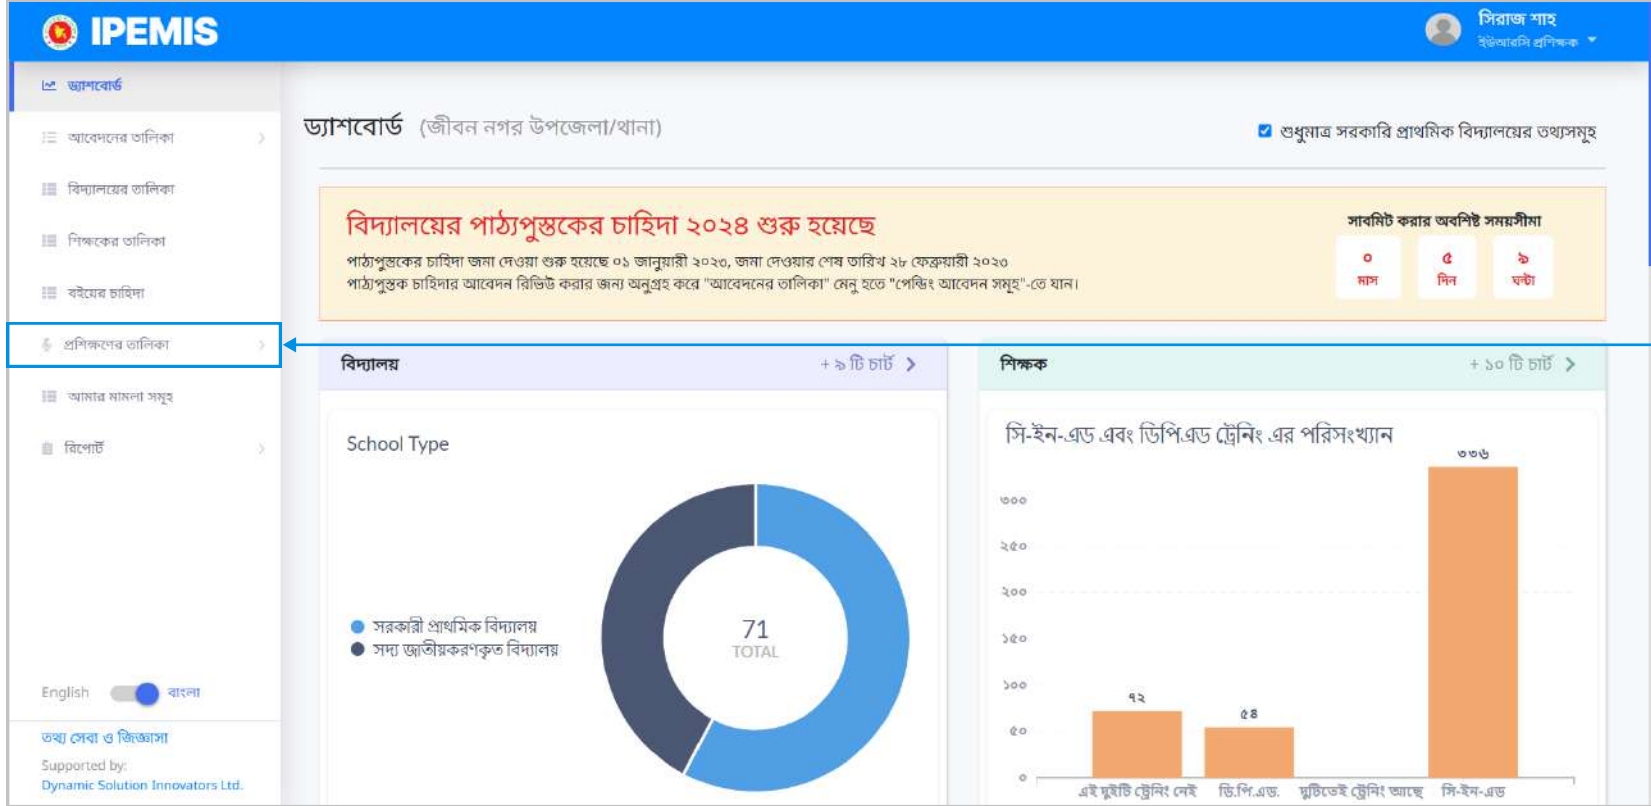 IPEMIS
সিরাজ শাহ
ইউআরসি প্রশিক্ষক
ড্যাশবোর্ড
আবেদনের তালিকা
বিদ্যালয়ের তালিকা
শিক্ষকের তালিকা
বইয়ের চাহিদা
প্রশিক্ষণের তালিকা
আমার মামলা সমূহ
রিপোর্ট
English বাংলা
তথ্য সেবা ও জিজ্ঞাসা
Supported by:
Dynamic Solution Innovators Ltd.
ড্যাশবোর্ড (জীবন নগর উপজেলা/থানা)
শুধুমাত্র সরকারি প্রাথমিক বিদ্যালয়ের তথ্যসমূহ
বিদ্যালয়ের পাঠ্যপুস্তকের চাহিদা ২০২৪ শুরু হয়েছে
পাঠ্যপুস্তকের চাহিদা জমা দেওয়া শুরু হয়েছে ০১ জানুয়ারী ২০২৩, জমা দেওয়ার শেষ তারিখ ২৮ ফেব্রুয়ারী ২০২৩
পাঠ্যপুস্তক চাহিদার আবেদন রিভিউ করার জন্য অনুগ্রহ করে "আবেদনের তালিকা" মেনু হতে "পেন্ডিং আবেদন সমূহ"-তে যান।
সাবমিট করার অবশিষ্ট সময়সীমা
০ ৫ ৯
মাস দিন ঘন্টা
বিদ্যালয় + ৯ টি চার্ট
School Type
সরকারী প্রাথমিক বিদ্যালয়
সদ্য জাতীয়করণকৃত বিদ্যালয়
71
TOTAL
শিক্ষক + ১০ টি চার্ট
সি-ইন-এড এবং ডিপিএড ট্রেনিং এর পরিসংখ্যান
৩৩৬
৩০০
২৫০
২০০
১৫০
১০০
৭২
৫৪
৫০
০
এই দুইটি ট্রেনিং নেই ডি.পি.এড. দুটিতেই ট্রেনিং আছে সি-ইন-এড